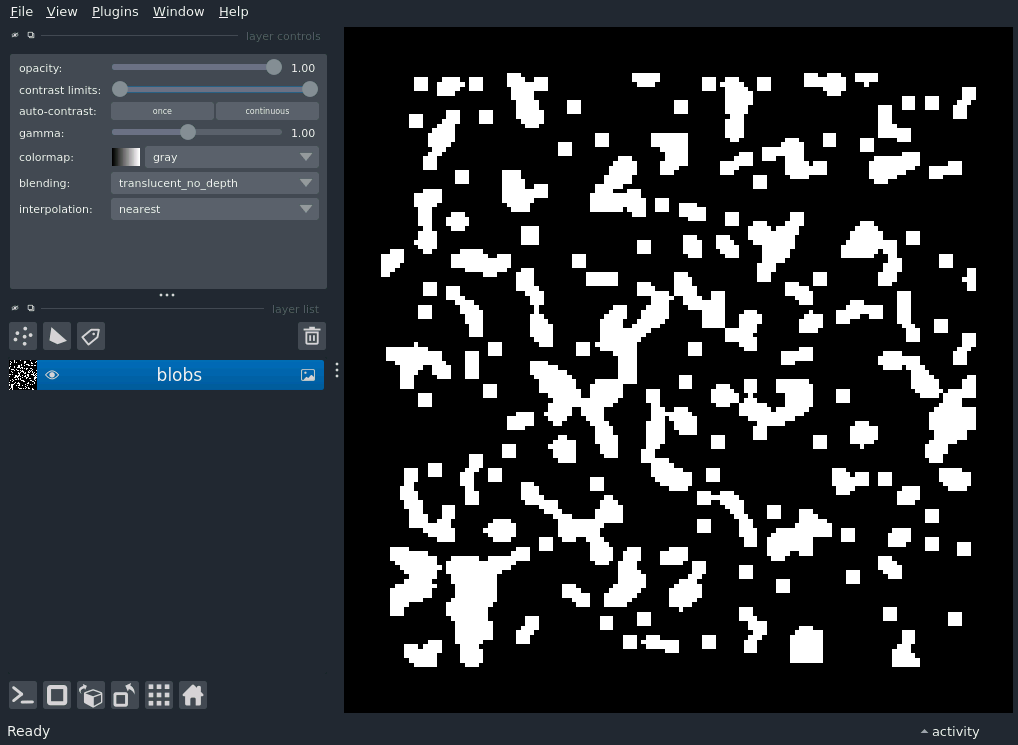 File View Plugins Window Help
layer controls
opacity: 1.00
contrast limits:
auto-contrast: once continuous
gamma: 1.00
colormap: gray
blending: translucent_no_depth
interpolation: nearest
layer list
blobs
Ready
activity